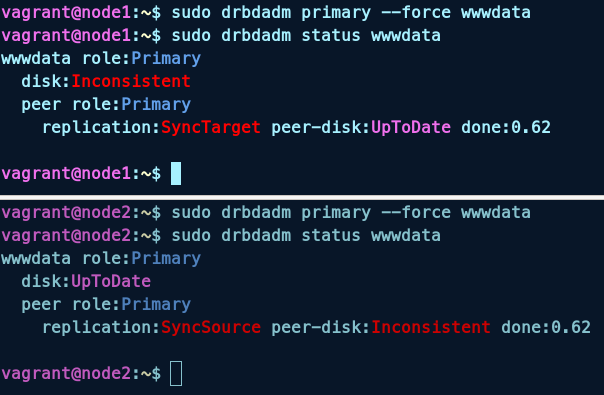 vagrant@node1:~$ sudo drbdadm primary --force wwwdata
vagrant@node1:~$ sudo drbdadm status wwwdata
wwwdata role:Primary
  disk:Inconsistent
  peer role:Primary
    replication:SyncTarget peer-disk:UpToDate done:0.62
vagrant@node1:~$
vagrant@node2:~$ sudo drbdadm primary --force wwwdata
vagrant@node2:~$ sudo drbdadm status wwwdata
wwwdata role:Primary
  disk:UpToDate
  peer role:Primary
    replication:SyncSource peer-disk:Inconsistent done:0.62
vagrant@node2:~$